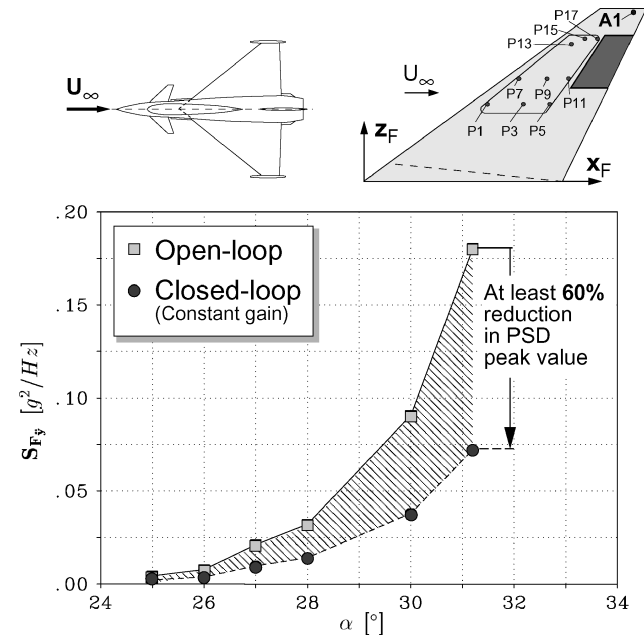 U∞
P17
A1
P15
P13
U∞
P7
P9
P11
P1
P3
P5
zF
xF
.20
.15
.10
.05
.00
Open-loop
Closed-loop
(Constant gain)
At least 60%
reduction
in PSD
peak value
SFÿ [g²/Hz]
24
26
28
30
32
34
α [°]